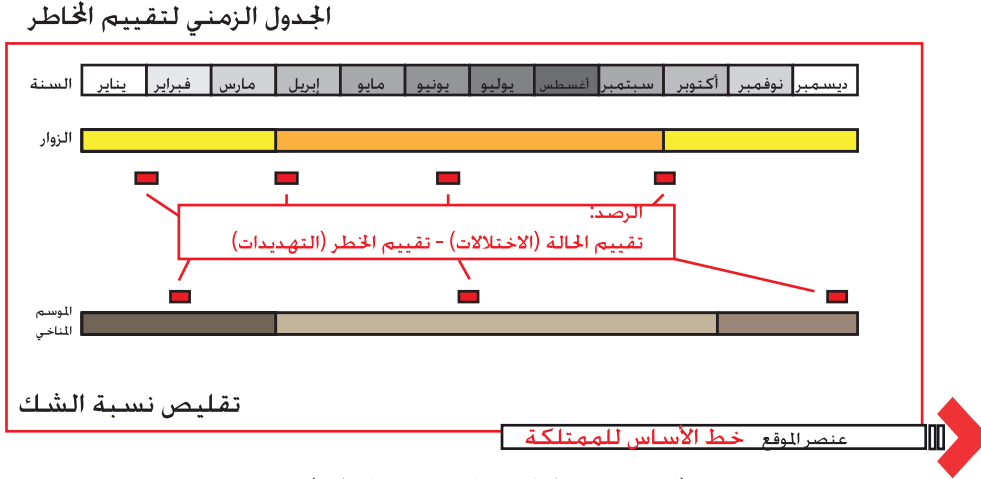 الجدول الزمني لتقييم المخاطر
السنة يناير فبراير مارس إبريل مايو يونيو يوليو أغسطس سبتمبر أكتوبر نوفمبر ديسمبر
الزوار
الرصد:
تقييم الحالة (الاختلالات) - تقييم الخطر (التهديدات)
الموسم
المناخي
تقليص نسبة الشك
عنصر الموقع خط الأساس للممتلكة